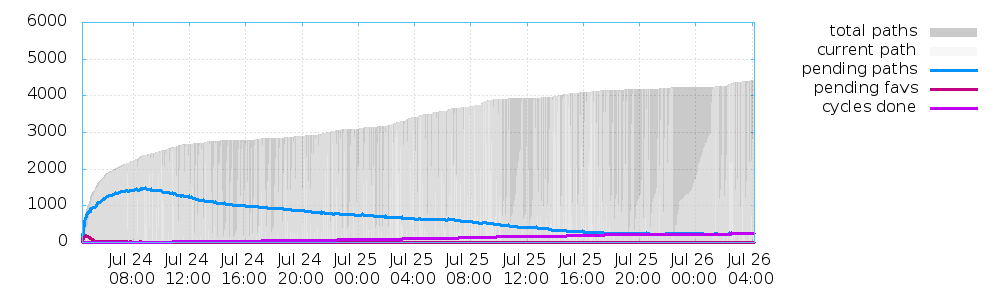 6000
5000
4000
3000
2000
1000
0
Jul 24 Jul 24 Jul 24 Jul 24 Jul 25 Jul 25 Jul 25 Jul 25 Jul 25 Jul 25 Jul 26 Jul 26
08:00 12:00 16:00 20:00 00:00 04:00 08:00 12:00 16:00 20:00 00:00 04:00
total paths
current path
pending paths
pending favs
cycles done